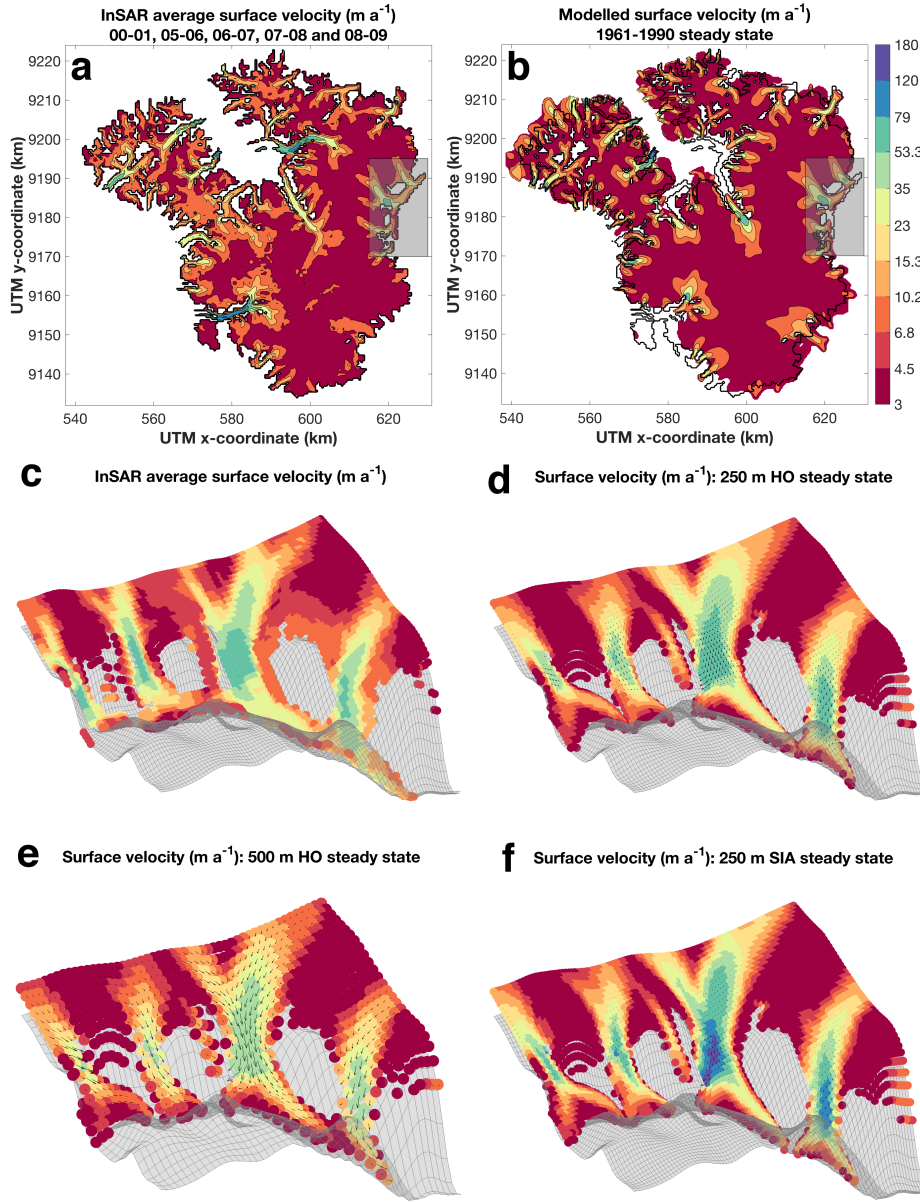 InSAR average surface velocity (m a⁻¹)
00-01, 05-06, 06-07, 07-08 and 08-09
Modelled surface velocity (m a⁻¹)
1961-1990 steady state
a
b
UTM y-coordinate (km)
9220
9210
9200
9190
9180
9170
9160
9150
9140
540
560
580
600
620
UTM x-coordinate (km)
UTM y-coordinate (km)
9220
9210
9200
9190
9180
9170
9160
9150
9140
540
560
580
600
620
UTM x-coordinate (km)
180
120
79
53.3
35
23
15.3
10.2
6.8
4.5
3
c
InSAR average surface velocity (m a⁻¹)
d
Surface velocity (m a⁻¹): 250 m HO steady state
e
Surface velocity (m a⁻¹): 500 m HO steady state
f
Surface velocity (m a⁻¹): 250 m SIA steady state